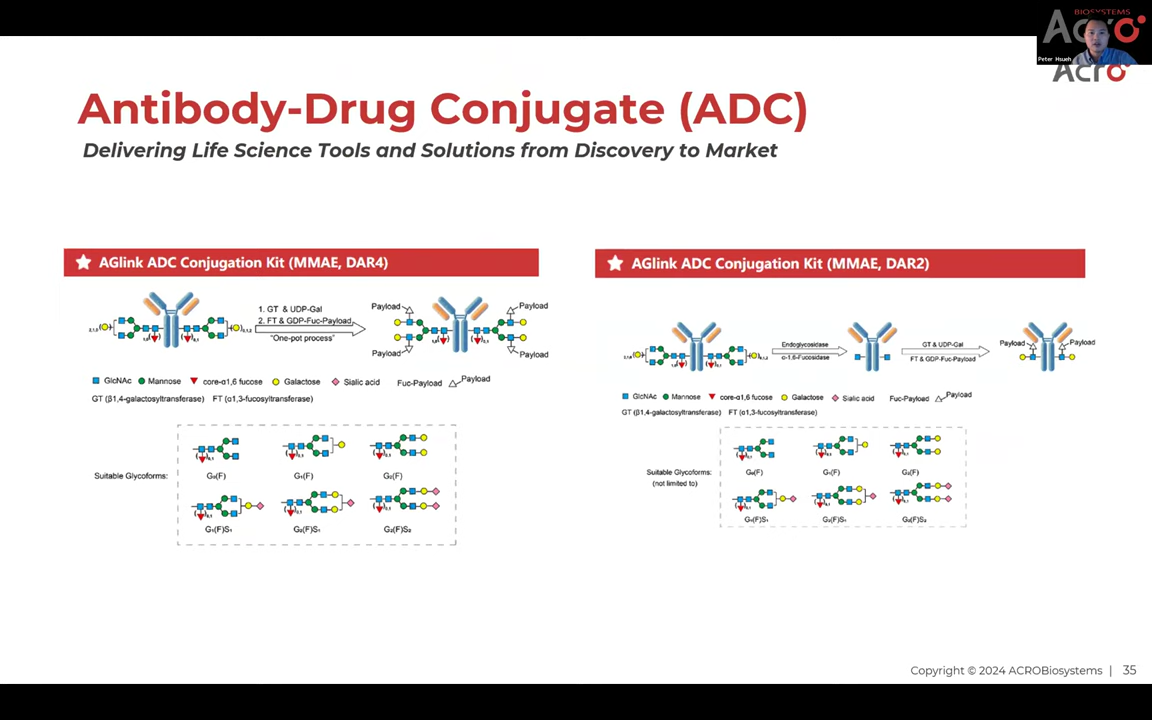 BIOSYSTEMS
Acro
Peter Hsueh
Acro
Antibody-Drug Conjugate (ADC)
Delivering Life Science Tools and Solutions from Discovery to Market
AGlink ADC Conjugation Kit (MMAE, DAR4)
1. GT & UDP-Gal
2. FT & GDP-Fuc-Payload
"One-pot process"
Payload
Payload
Payload
Payload
GlcNAc Mannose core-α1,6 fucose Galactose Sialic acid Fuc-Payload Payload
GT (β1,4-galactosyltransferase) FT (α1,3-fucosyltransferase)
Suitable Glycoforms:
G₀(F) G₁(F) G₂(F)
G₁(F)S₁ G₂(F)S₁ G₂(F)S₂
AGlink ADC Conjugation Kit (MMAE, DAR2)
Endoglycosidase
α-1,6-Fucosidase
GT & UDP-Gal
FT & GDP-Fuc-Payload
Payload Payload
GlcNAc Mannose core-α1,6 fucose Galactose Sialic acid Fuc-Payload Payload
GT (β1,4-galactosyltransferase) FT (α1,3-fucosyltransferase)
Suitable Glycoforms:
(not limited to)
G₀(F) G₁(F) G₂(F)
G₁(F)S₁ G₂(F)S₁ G₂(F)S₂
Copyright © 2024 ACROBiosystems | 35